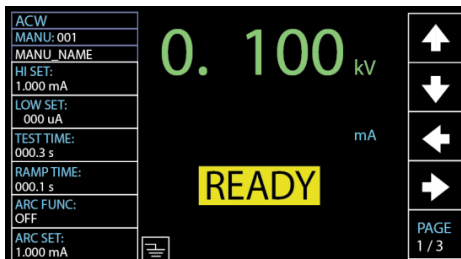 ACW
MANU: 001
MANU_NAME
HI SET:
1.000 mA
LOW SET:
000 uA
TEST TIME:
000.3 s
RAMP TIME:
000.1 s
ARC FUNC:
OFF
ARC SET:
1.000 mA
0. 100 kV
mA
READY
PAGE
1 / 3